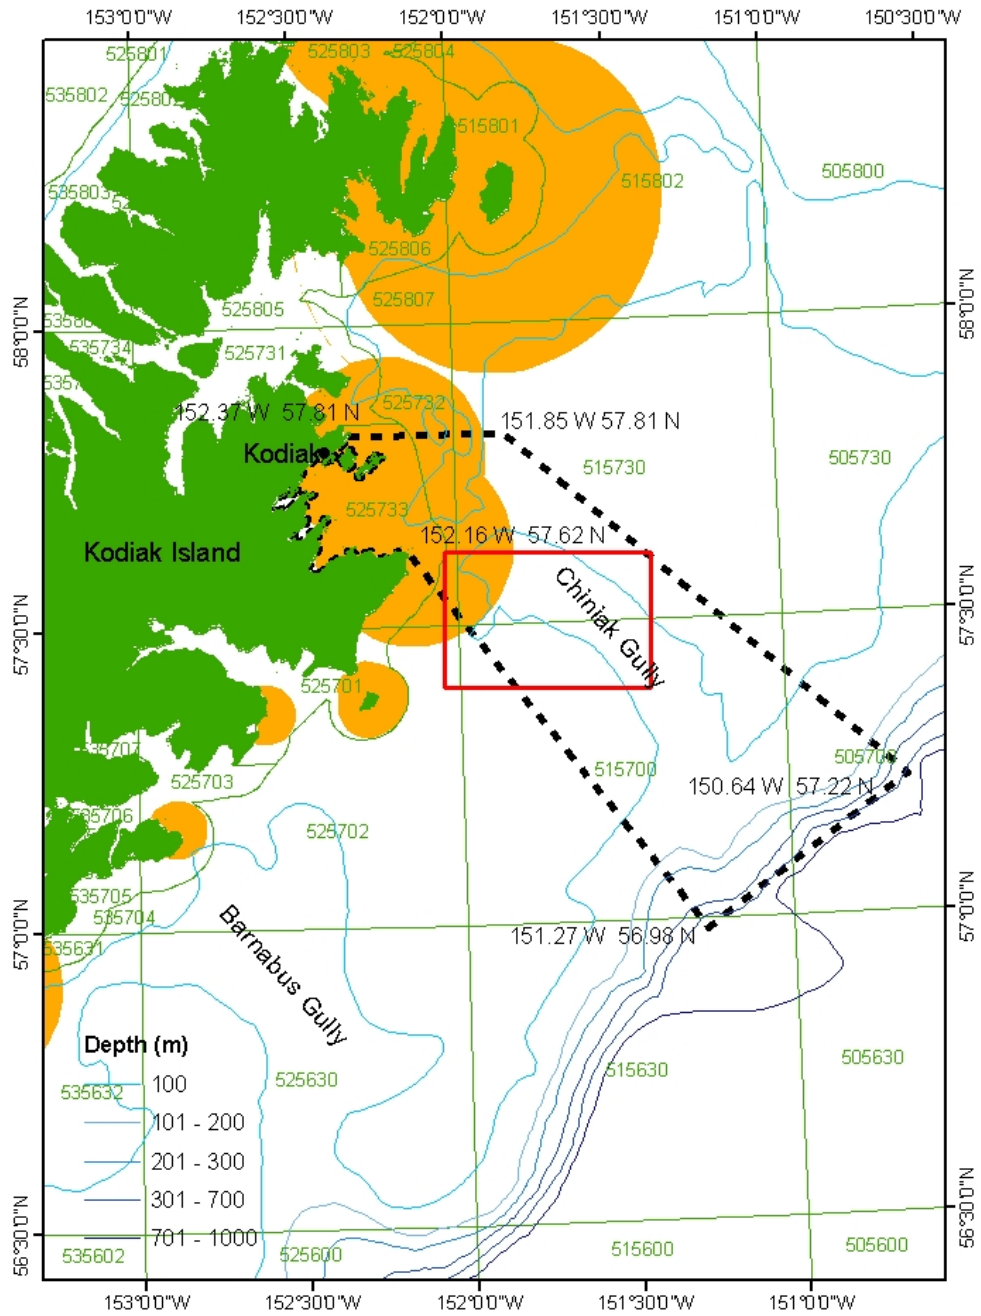 153°0'0"W 152°30'0"W 152°0'0"W 151°30'0"W 151°0'0"W 150°30'0"W
525801 525803 525804
535802
515801
535803 515802 505800
525806
58°0'0"N 525805 525807 58°0'0"N
535734 525731
152.37 W 57.81 N 525732 151.85 W 57.81 N
Kodiak 515730 505730
525733
152.16 W 57.62 N
Kodiak Island
Chiniak Gully
57°30'0"N 57°30'0"N
525701
525703 515700 505700
150.64 W 57.22 N
525702
535705
535704
57°0'0"N Barnabus Gully 151.27 W 56.98 N 57°0'0"N
535631
Depth (m)
100
535632 525630 515630 505630
101 - 200
201 - 300
301 - 700
701 - 1000
56°30'0"N 56°30'0"N
535602 525600 515600 505600
153°0'0"W 152°30'0"W 152°0'0"W 151°30'0"W 151°0'0"W